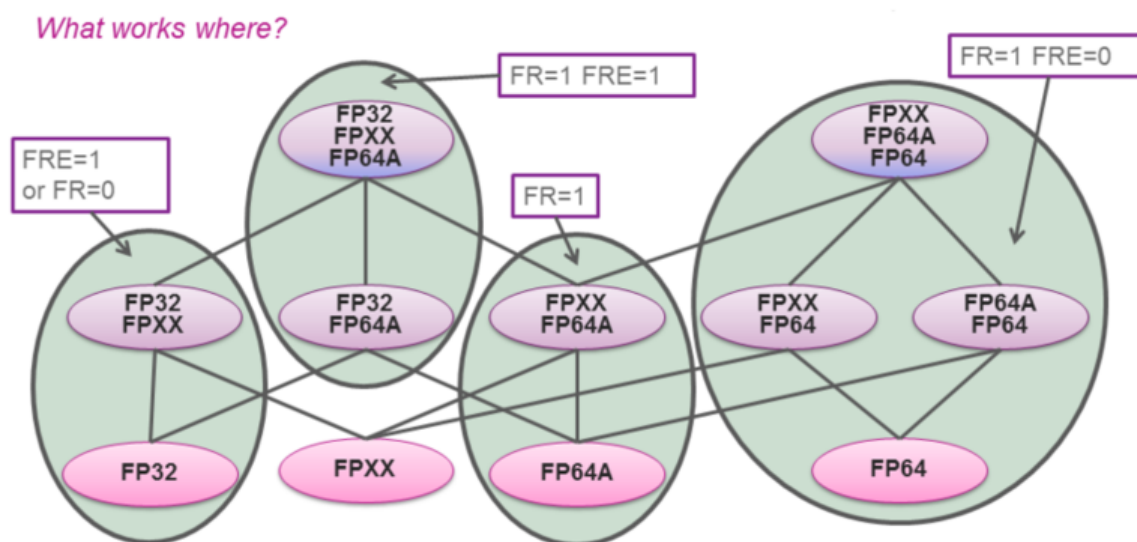 What works where?
FR=1 FRE=1
FR=1 FRE=0
FP32
FPXX
FP64A
FPXX
FP64A
FP64
FRE=1
or FR=0
FR=1
FP32
FPXX
FP32
FP64A
FPXX
FP64A
FPXX
FP64
FP64A
FP64
FP32
FPXX
FP64A
FP64